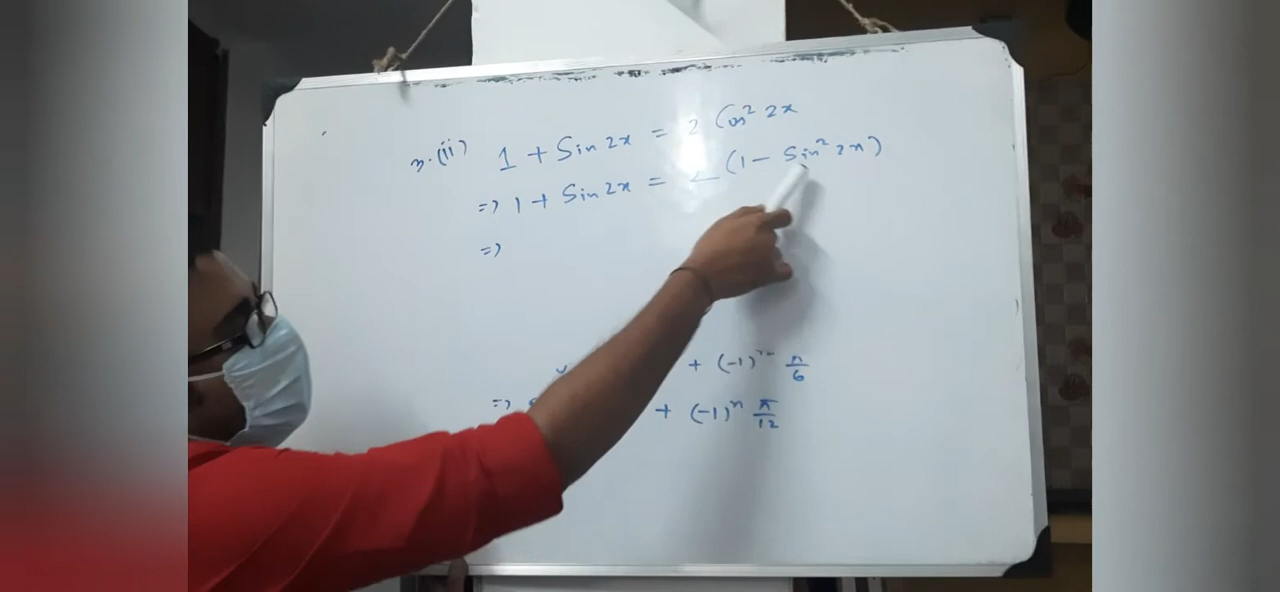 3.(ii) 1 + Sin 2x = 2 Cos² 2x
=> 1 + Sin 2x = 2 (1 - Sin² 2x)
=>
+ (-1)ⁿ π/6
=> + (-1)ⁿ π/12